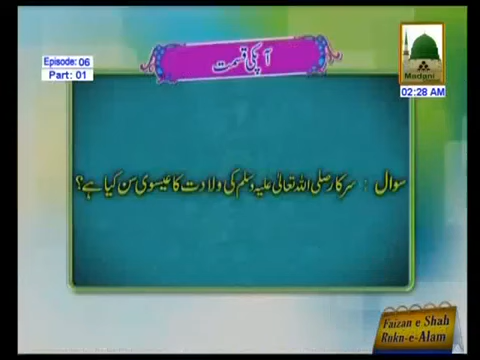 Episode: 06
Part: 01
آپکی قسمت
Madani
02:28 AM
سوال : سرکار صلی اللہ تعالیٰ علیہ وسلم کی ولادت کا عیسوی سن کیا ہے؟
Faizan e Shah
Rukn-e-Alam